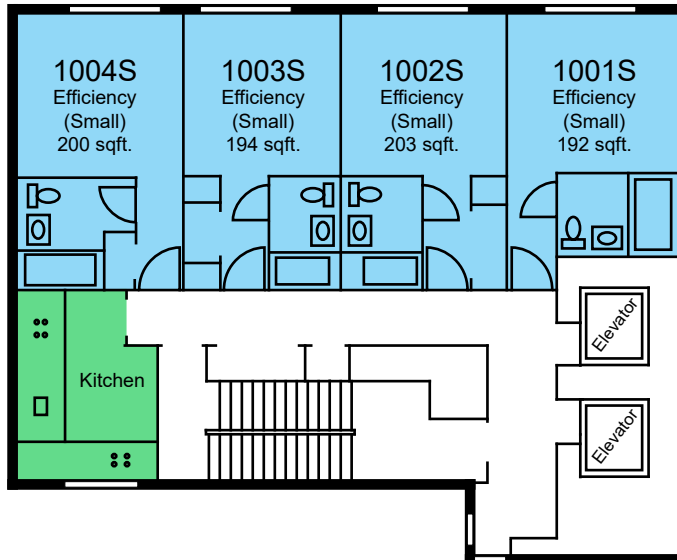 1004S
Efficiency
(Small)
200 sqft.
1003S
Efficiency
(Small)
194 sqft.
1002S
Efficiency
(Small)
203 sqft.
1001S
Efficiency
(Small)
192 sqft.
Elevator
Kitchen
Elevator